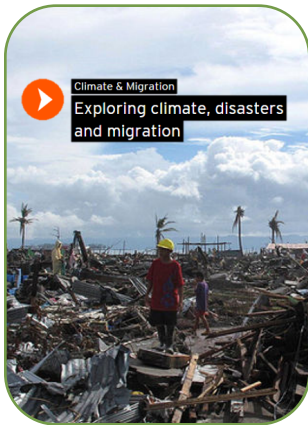 Climate & Migration
Exploring climate, disasters
and migration